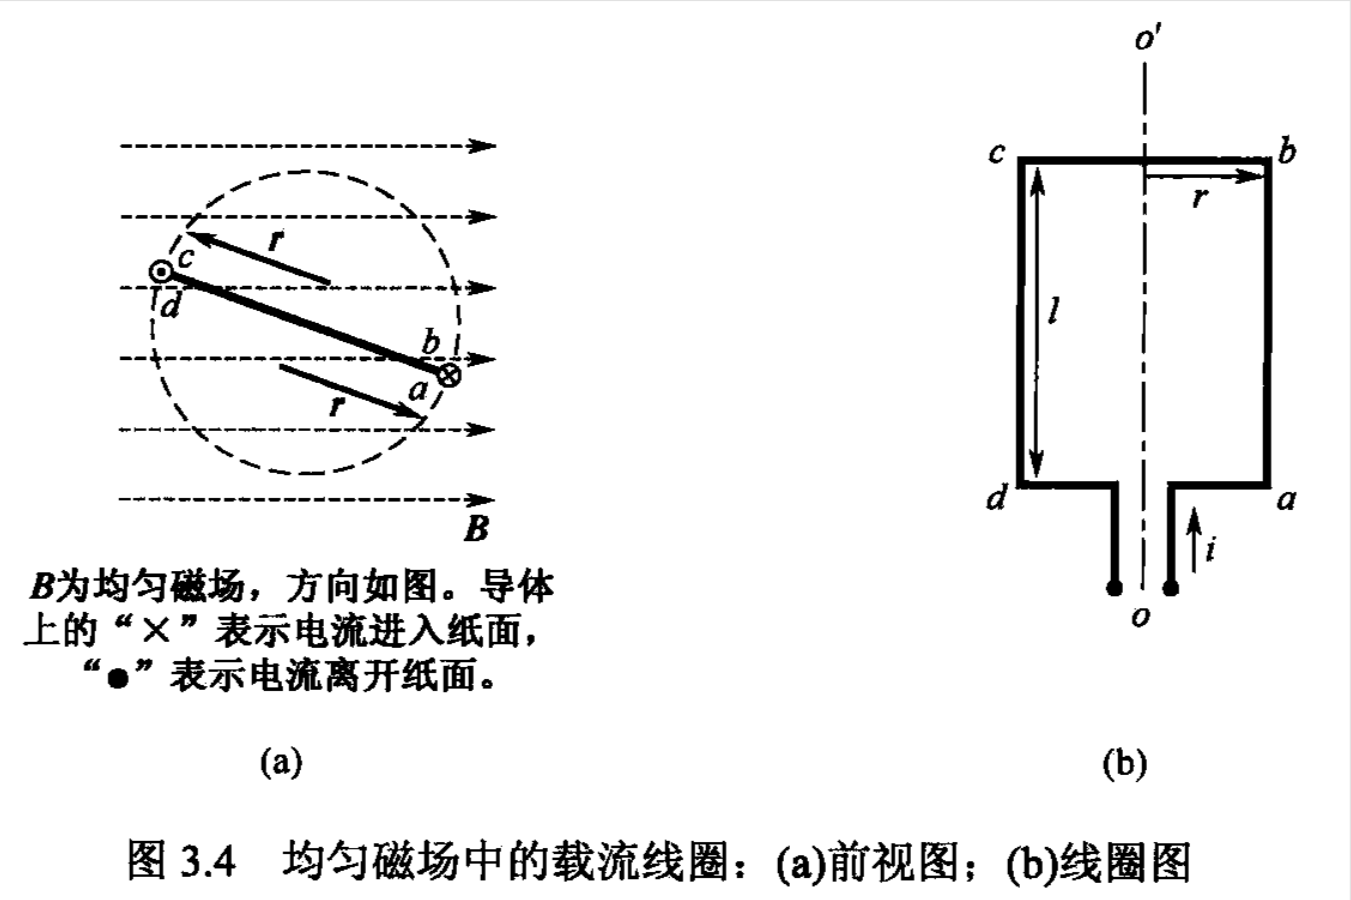 o'
c
b
r
r
c
d
l
b
a
r
B
d
a
i
o
B为均匀磁场，方向如图。导体
上的“×”表示电流进入纸面，
“●”表示电流离开纸面。
(a)
(b)
图 3.4 均匀磁场中的载流线圈：(a)前视图；(b)线圈图